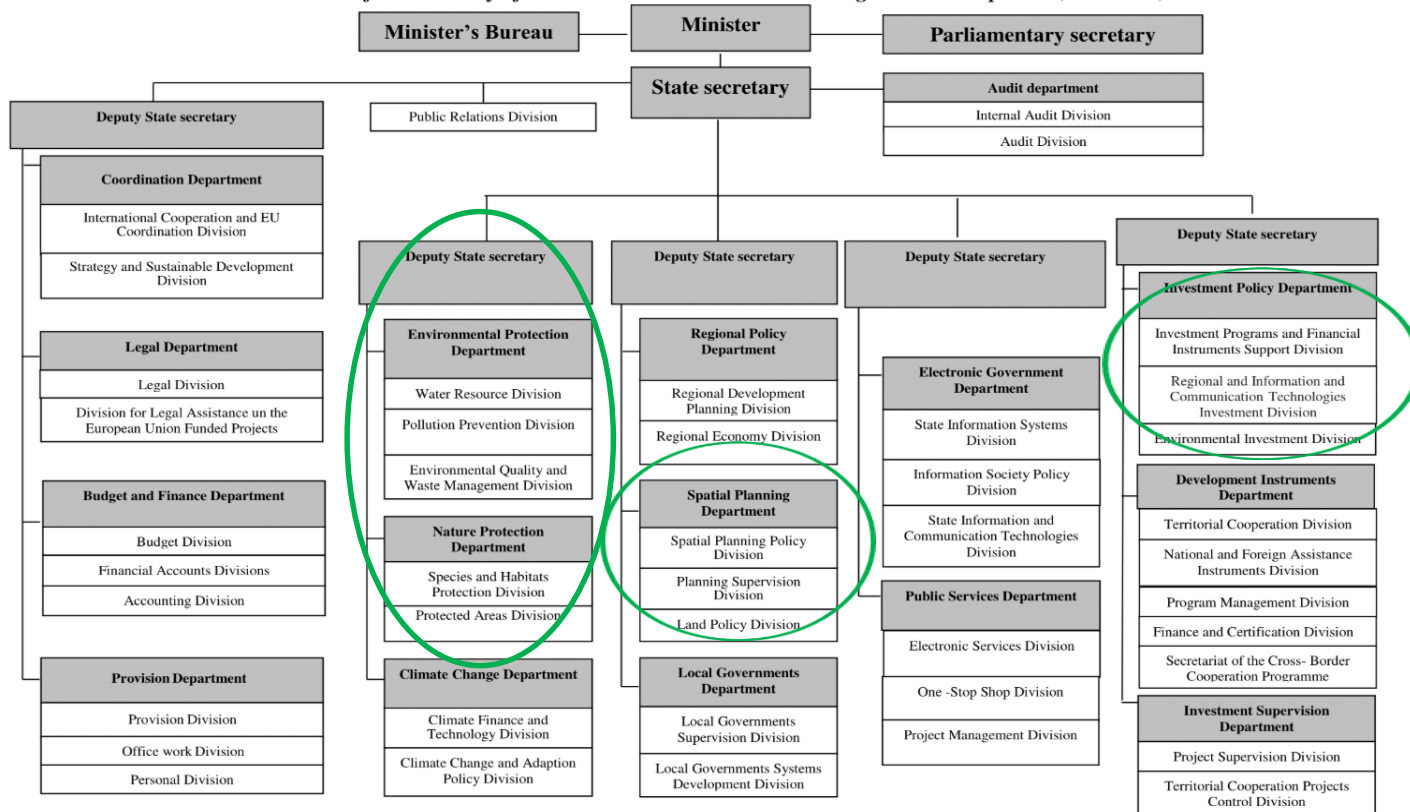 Minister's Bureau
Minister
Parliamentary secretary
State secretary
Audit department
Internal Audit Division
Audit Division
Public Relations Division
Deputy State secretary
Coordination Department
International Cooperation and EU
Coordination Division
Strategy and Sustainable Development
Division
Legal Department
Legal Division
Division for Legal Assistance un the
European Union Funded Projects
Budget and Finance Department
Budget Division
Financial Accounts Divisions
Accounting Division
Provision Department
Provision Division
Office work Division
Personal Division
Deputy State secretary
Environmental Protection
Department
Water Resource Division
Pollution Prevention Division
Environmental Quality and
Waste Management Division
Nature Protection
Department
Species and Habitats
Protection Division
Protected Areas Division
Climate Change Department
Climate Finance and
Technology Division
Climate Change and Adaption
Policy Division
Deputy State secretary
Regional Policy
Department
Regional Development
Planning Division
Regional Economy Division
Spatial Planning
Department
Spatial Planning Policy
Division
Planning Supervision
Division
Land Policy Division
Local Governments
Department
Local Governments
Supervision Division
Local Governments Systems
Development Division
Deputy State secretary
Electronic Government
Department
State Information Systems
Division
Information Society Policy
Division
State Information and
Communication Technologies
Division
Public Services Department
Electronic Services Division
One -Stop Shop Division
Project Management Division
Deputy State secretary
Investment Policy Department
Investment Programs and Financial
Instruments Support Division
Regional and Information and
Communication Technologies
Investment Division
Environmental Investment Division
Development Instruments
Department
Territorial Cooperation Division
National and Foreign Assistance
Instruments Division
Program Management Division
Finance and Certification Division
Secretariat of the Cross- Border
Cooperation Programme
Investment Supervision
Department
Project Supervision Division
Territorial Cooperation Projects
Control Division